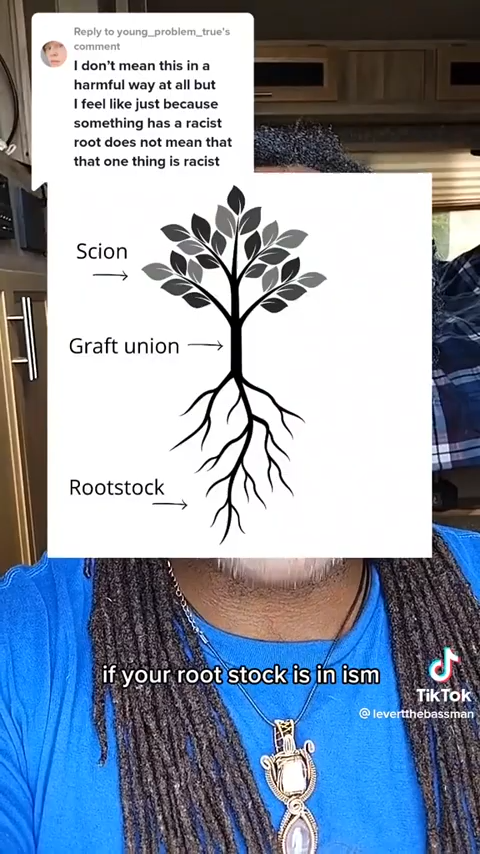 Reply to young_problem_true's
comment
I don't mean this in a
harmful way at all but
I feel like just because
something has a racist
root does not mean that
that one thing is racist
Scion
Graft union
Rootstock
if your root stock is in ism
TikTok
@levertthebassman